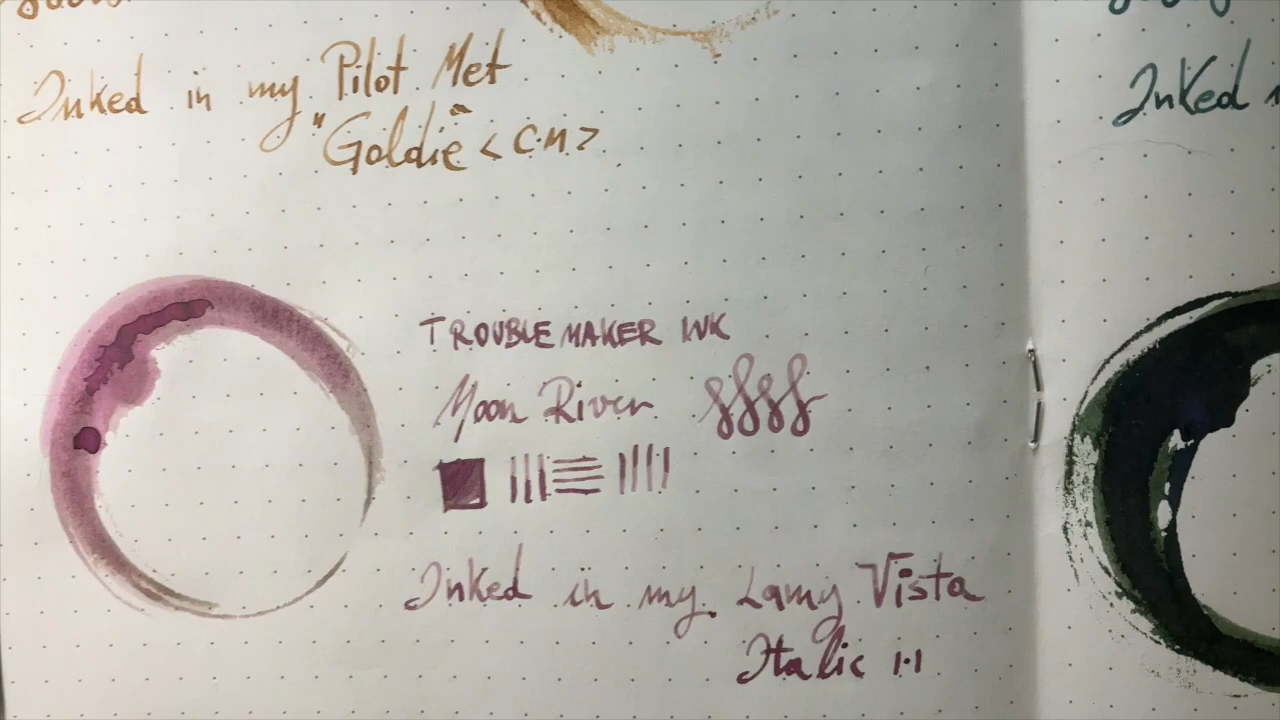 Inked in my Pilot Met
"Goldie" <CM>
TROUBLEMAKER INK
Moon River
Inked in my Lamy Vista
Italic 1.1
Inked